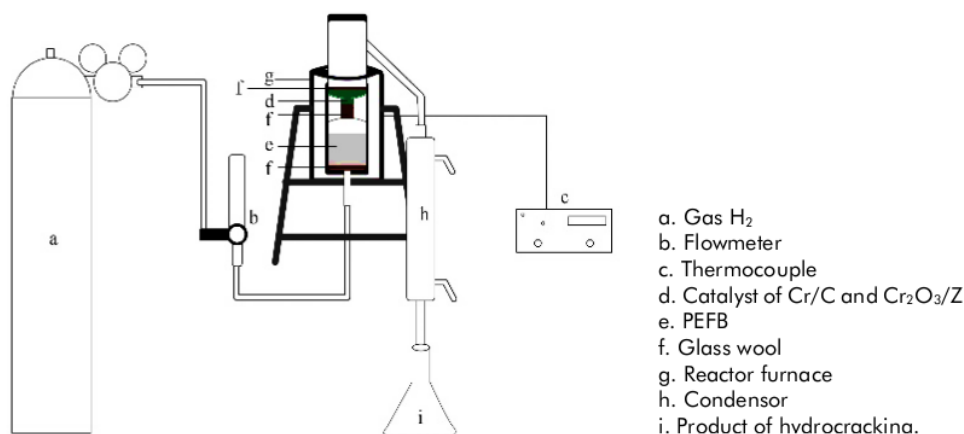 g
f
d
f
e
f
a
b
c
h
i
a. Gas H₂
b. Flowmeter
c. Thermocouple
d. Catalyst of Cr/C and Cr₂O₃/Z
e. PEFB
f. Glass wool
g. Reactor furnace
h. Condensor
i. Product of hydrocracking.